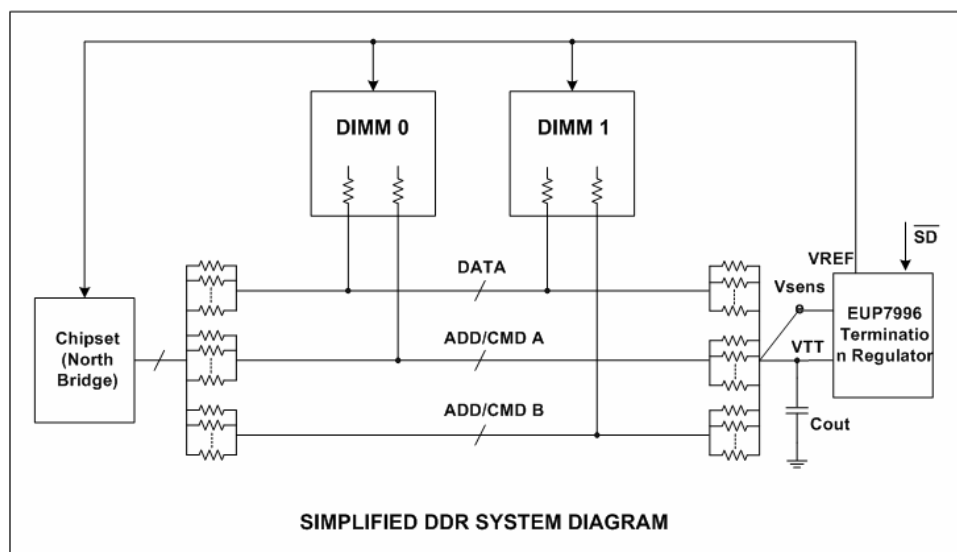 DIMM 0
DIMM 1
SD
VREF
DATA
Vsens
EUP7996
Terminatio
n Regulator
Chipset
(North
Bridge)
ADD/CMD A
VTT
ADD/CMD B
Cout
SIMPLIFIED DDR SYSTEM DIAGRAM